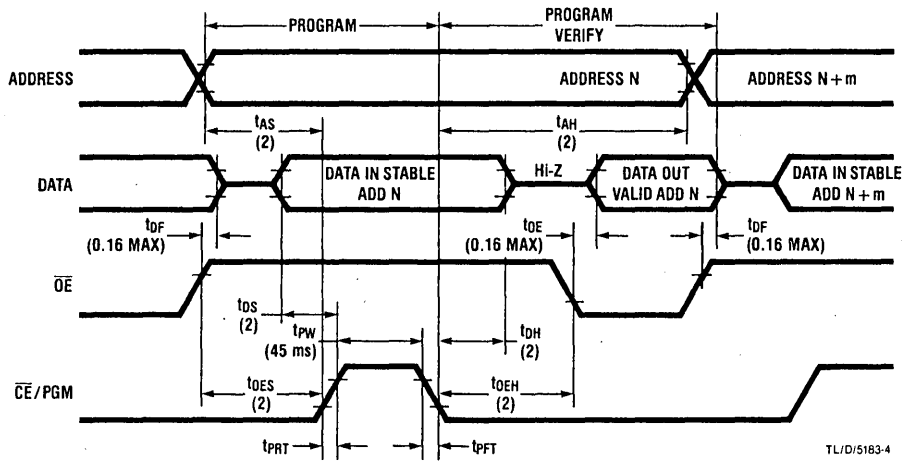 PROGRAM
PROGRAM
VERIFY
ADDRESS
ADDRESS N
ADDRESS N+m
tAS
(2)
tAH
(2)
DATA
DATA IN STABLE
ADD N
Hi-Z
DATA OUT
VALID ADD N
DATA IN STABLE
ADD N+m
tDF
(0.16 MAX)
tOE
(0.16 MAX)
tDF
(0.16 MAX)
OE
tDS
(2)
tPW
(45 ms)
tDH
(2)
CE/PGM
tOES
(2)
tOEH
(2)
tPRT
tPFT
TL/D/5183-4